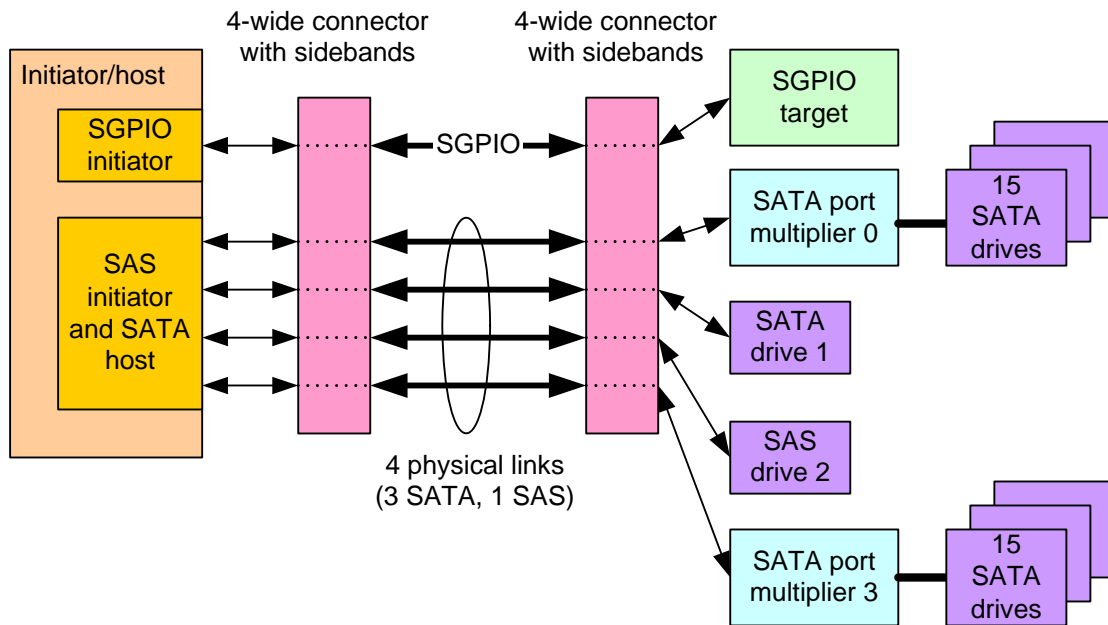 4-wide connector
with sidebands
4-wide connector
with sidebands
Initiator/host
SGPIO
initiator
SGPIO
SGPIO
target
SATA port
multiplier 0
15
SATA
drives
SAS
initiator
and SATA
host
SATA
drive 1
SAS
drive 2
4 physical links
(3 SATA, 1 SAS)
SATA port
multiplier 3
15
SATA
drives